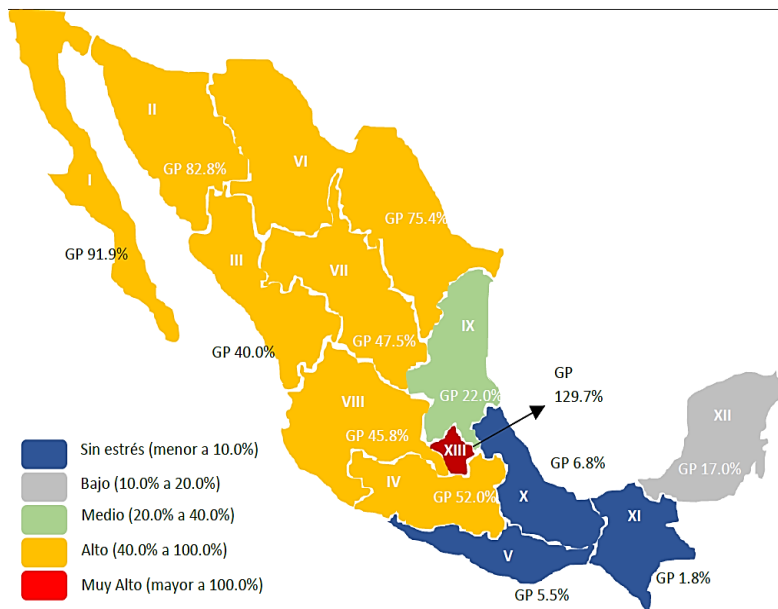 II
GP 82.8%
VI
I
GP 75.4%
GP 91.9%
III
VII
IX
GP 40.0%
GP 47.5%
GP
129.7%
GP 22.0%
VIII
XII
GP 45.8%
XIII
GP 17.0%
GP 6.8%
IV
GP 52.0%
X
XI
V
GP 1.8%
GP 5.5%
Sin estrés (menor a 10.0%)
Bajo (10.0% a 20.0%)
Medio (20.0% a 40.0%)
Alto (40.0% a 100.0%)
Muy Alto (mayor a 100.0%)